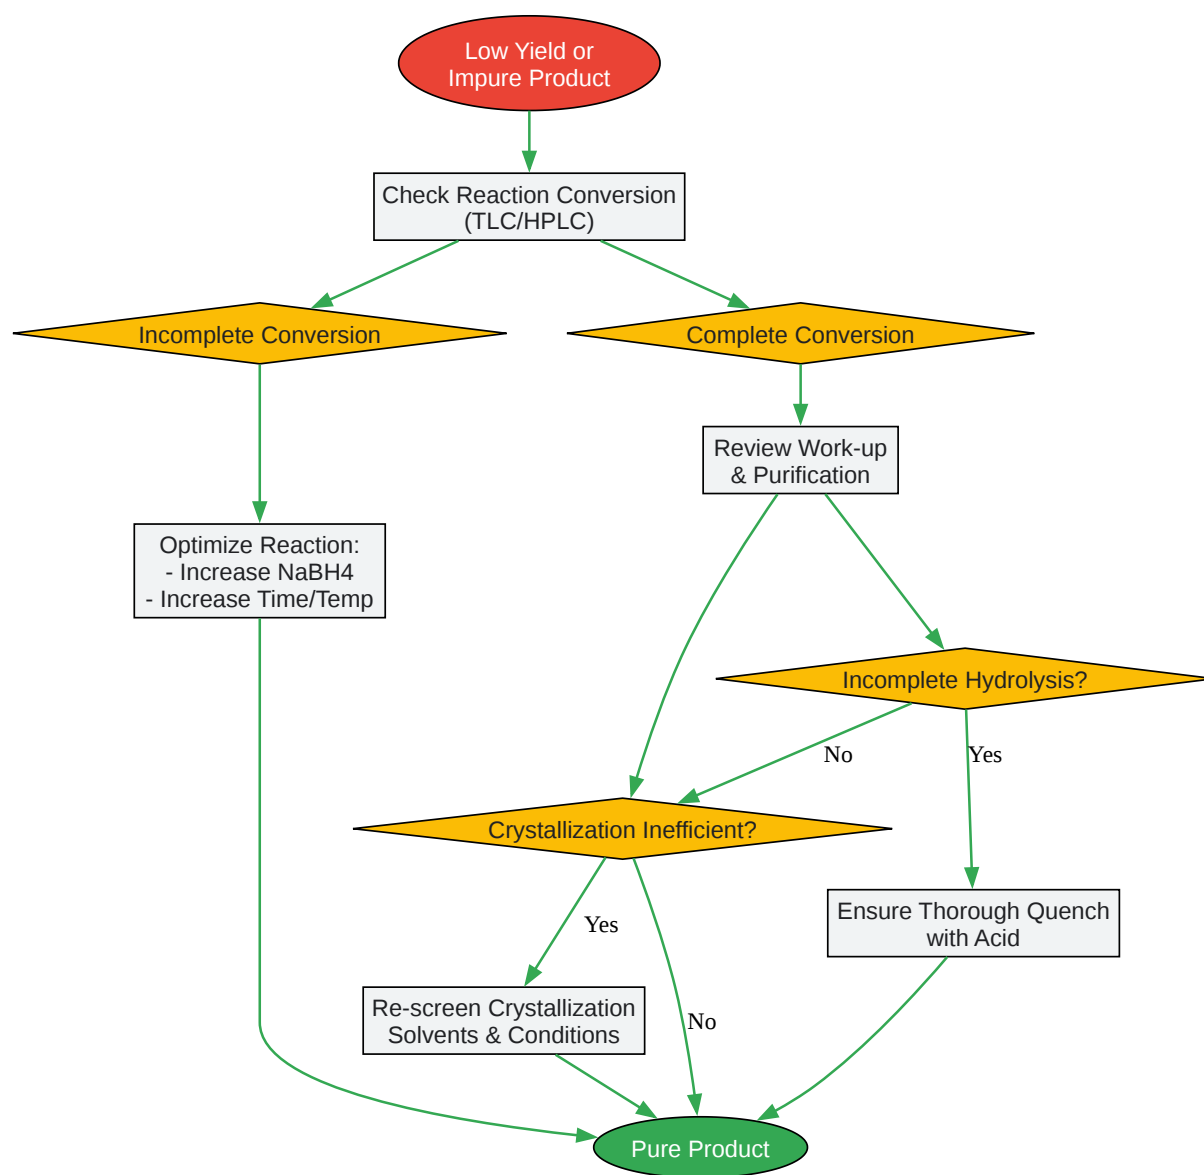 Low Yield or
Impure Product
Check Reaction Conversion
(TLC/HPLC)
Incomplete Conversion
Complete Conversion
Review Work-up
& Purification
Optimize Reaction:
- Increase NaBH4
- Increase Time/Temp
Incomplete Hydrolysis?
No
Yes
Crystallization Inefficient?
Ensure Thorough Quench
with Acid
Yes
Re-screen Crystallization
Solvents & Conditions
No
Pure Product